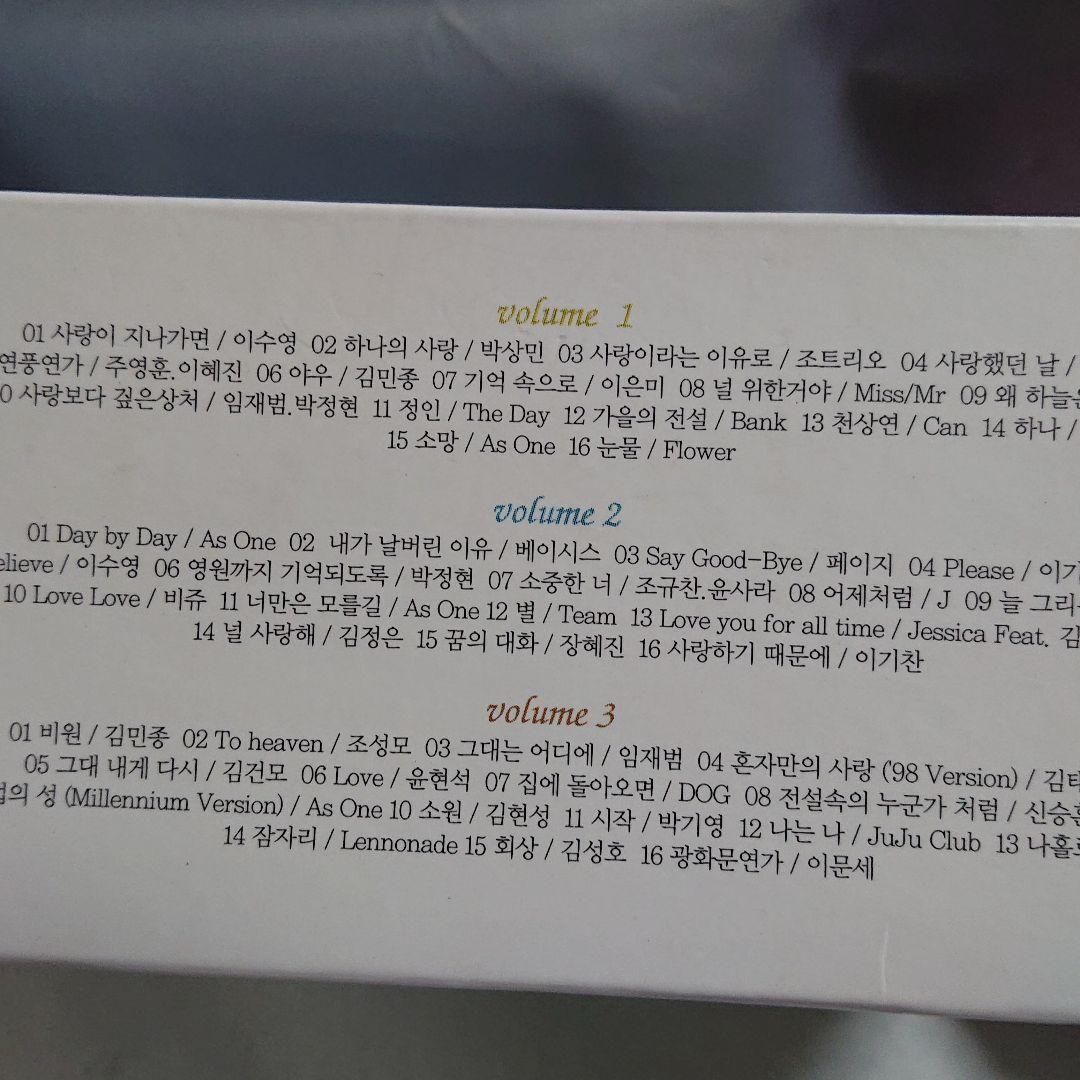 volume 1
01 사랑이 지나가면 / 이수영 02 하나의 사랑 / 박상민 03 사랑이라는 이유로 / 조트리오 04 사랑했던 날 /
연풍연가 / 주영훈.이혜진 06 야우 / 김민종 07 기억 속으로 / 이은미 08 널 위한거야 / Miss/Mr 09 왜 하늘은
0 사랑보다 깊은상처 / 임재범.박정현 11 정인 / The Day 12 가을의 전설 / Bank 13 천상연 / Can 14 하나 /
15 소망 / As One 16 눈물 / Flower
volume 2
01 Day by Day / As One 02 내가 날버린 이유 / 베이시스 03 Say Good-Bye / 페이지 04 Please / 이기
elieve / 이수영 06 영원까지 기억되도록 / 박정현 07 소중한 너 / 조규찬.윤사라 08 어제처럼 / J 09 늘 그리
10 Love Love / 비쥬 11 너만은 모를길 / As One 12 별 / Team 13 Love you for all time / Jessica Feat. 김
14 널 사랑해 / 김정은 15 꿈의 대화 / 장혜진 16 사랑하기 때문에 / 이기찬
volume 3
01 비원 / 김민종 02 To heaven / 조성모 03 그대는 어디에 / 임재범 04 혼자만의 사랑 ('98 Version) / 김태
05 그대 내게 다시 / 김건모 06 Love / 윤현석 07 집에 돌아오면 / DOG 08 전설속의 누군가 처럼 / 신승훈
법의 성 (Millennium Version) / As One 10 소원 / 김현성 11 시작 / 박기영 12 나는 나 / JuJu Club 13 나홀로
14 잠자리 / Lennonade 15 회상 / 김성호 16 광화문연가 / 이문세